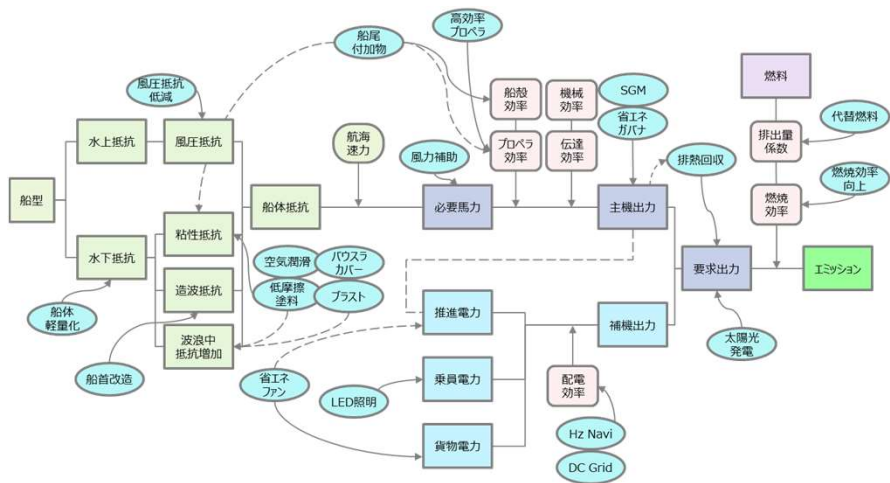 船尾
付加物
高効率
プロペラ
風圧抵抗
低減
船殻
効率
機械
効率
SGM
省エネ
ガバナ
燃料
水上抵抗
風圧抵抗
航海
速力
風力補助
プロペラ
効率
伝達
効率
排熱回収
排出量
係数
代替燃料
船型
船体抵抗
必要馬力
主機出力
燃焼
効率
燃焼効率
向上
粘性抵抗
水下抵抗
空気潤滑
バウスラ
カバー
要求出力
エミッション
低摩擦
塗料
ブラスト
造波抵抗
船体
軽量化
推進電力
補機出力
波浪中
抵抗増加
太陽光
発電
船首改造
省エネ
ファン
LED照明
乗員電力
配電
効率
貨物電力
Hz Navi
DC Grid